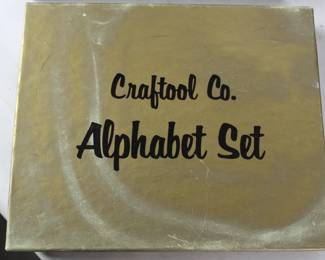 Craftool Co.
Alphabet Set